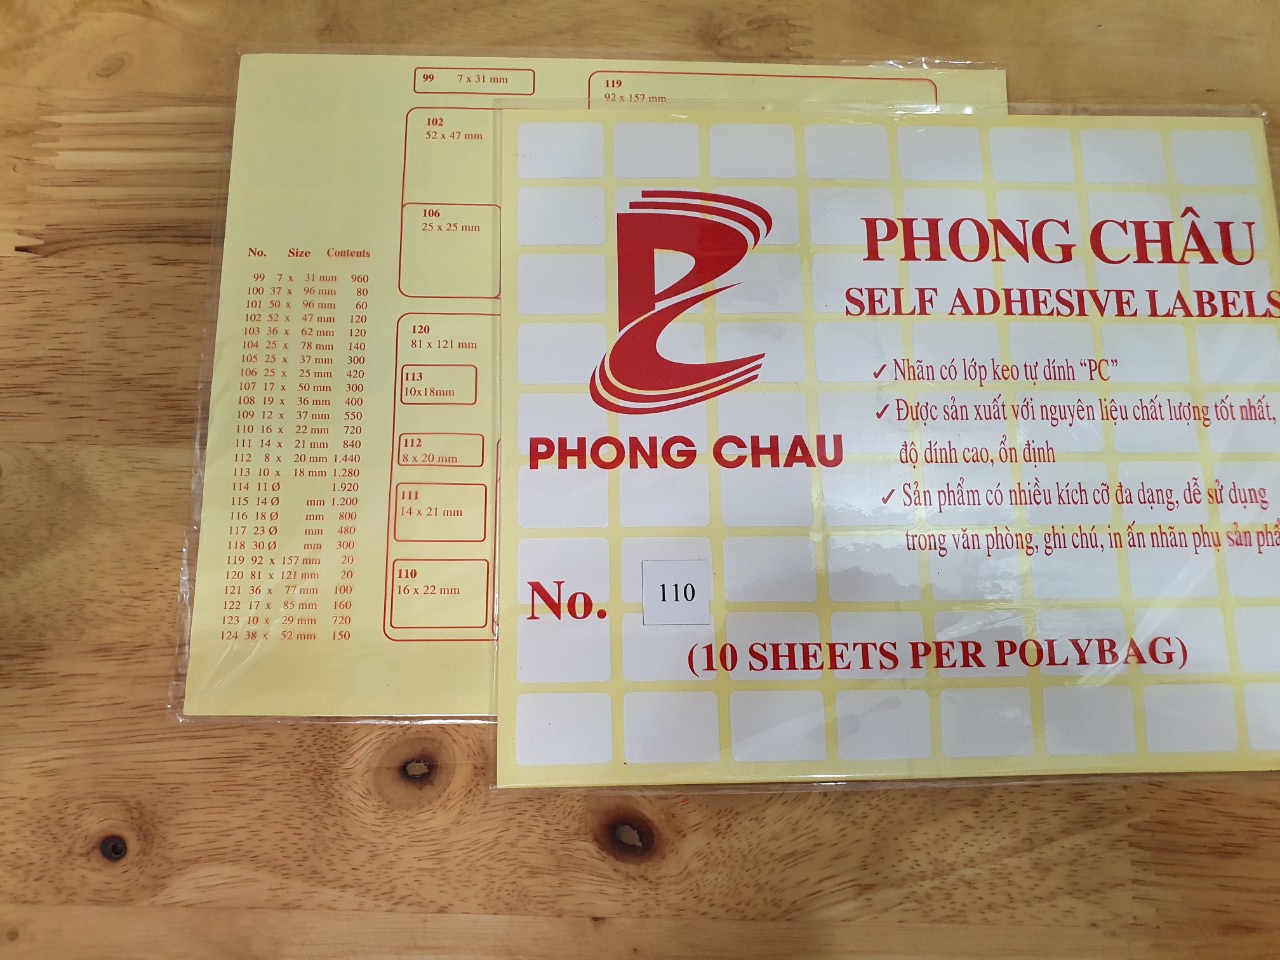 99 7 x 31 mm
119
92 x 157 mm
102
52 x 47 mm
106
25 x 25 mm
120
81 x 121 mm
113
10x18mm
112
8 x 20 mm
111
14 x 21 mm
110
16 x 22 mm
No. Size Contents
99 7 x 31 mm 960
100 37 x 96 mm 80
101 50 x 96 mm 60
102 52 x 47 mm 120
103 36 x 62 mm 120
104 25 x 78 mm 140
105 25 x 37 mm 300
106 25 x 25 mm 420
107 17 x 50 mm 300
108 19 x 36 mm 400
109 12 x 37 mm 550
110 16 x 22 mm 720
111 14 x 21 mm 840
112 8 x 20 mm 1.440
113 10 x 18 mm 1.280
114 11 Ø 1.920
115 14 Ø mm 1.200
116 18 Ø mm 800
117 23 Ø mm 480
118 30 Ø mm 300
119 92 x 157 mm 20
120 81 x 121 mm 20
121 36 x 77 mm 100
122 17 x 85 mm 160
123 10 x 29 mm 720
124 38 x 52 mm 150
PHONG CHAU
PHONG CHÂU
SELF ADHESIVE LABELS
✓ Nhãn có lớp keo tự dính “PC”
✓ Được sản xuất với nguyên liệu chất lượng tốt nhất,
độ dính cao, ổn định
✓ Sản phẩm có nhiều kích cỡ đa dạng, dễ sử dụng
trong văn phòng, ghi chú, in ấn nhãn phụ sản phẩ
No. 110
(10 SHEETS PER POLYBAG)